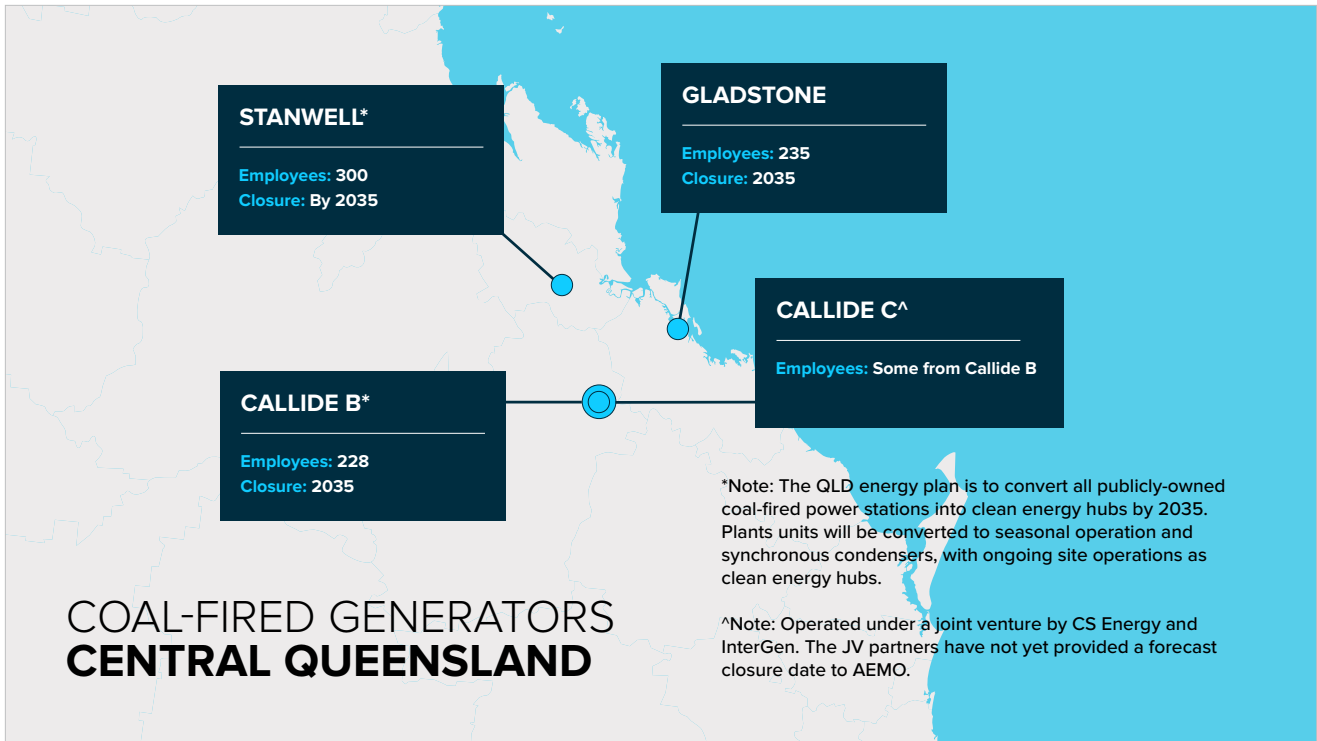 STANWELL*
Employees: 300
Closure: By 2035
GLADSTONE
Employees: 235
Closure: 2035
CALLIDE C^
Employees: Some from Callide B
CALLIDE B*
Employees: 228
Closure: 2035
*Note: The QLD energy plan is to convert all publicly-owned
coal-fired power stations into clean energy hubs by 2035.
Plants units will be converted to seasonal operation and
synchronous condensers, with ongoing site operations as
clean energy hubs.
^Note: Operated under a joint venture by CS Energy and
InterGen. The JV partners have not yet provided a forecast
closure date to AEMO.
COAL-FIRED GENERATORS
CENTRAL QUEENSLAND